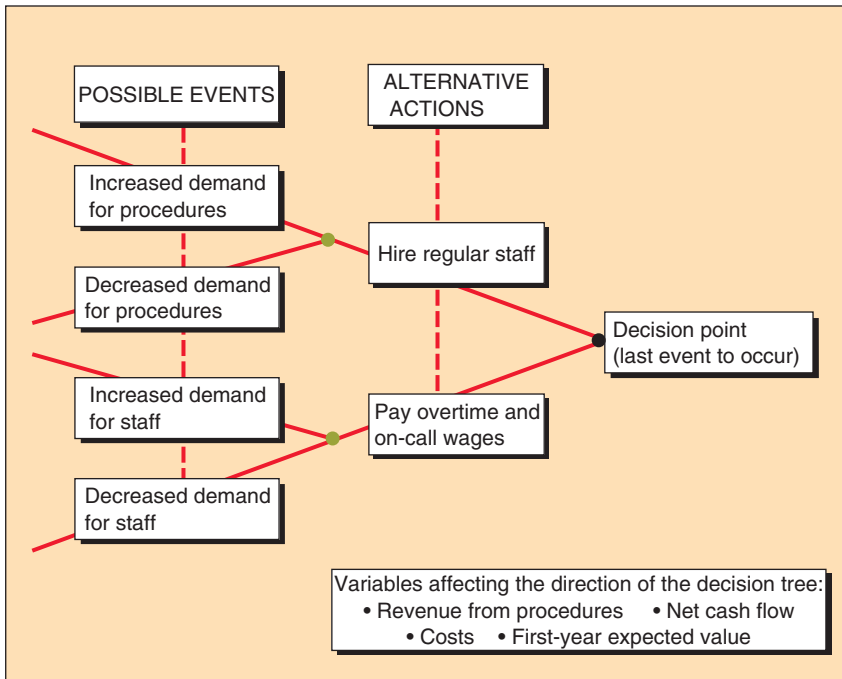 POSSIBLE EVENTS
ALTERNATIVE
ACTIONS
Increased demand
for procedures
Decreased demand
for procedures
Increased demand
for staff
Decreased demand
for staff
Hire regular staff
Pay overtime and
on-call wages
Decision point
(last event to occur)
Variables affecting the direction of the decision tree:
• Revenue from procedures • Net cash flow
• Costs • First-year expected value